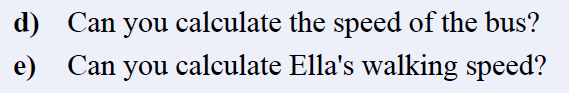 d) Can you calculate the speed of the bus?
e) Can you calculate Ella's walking speed?